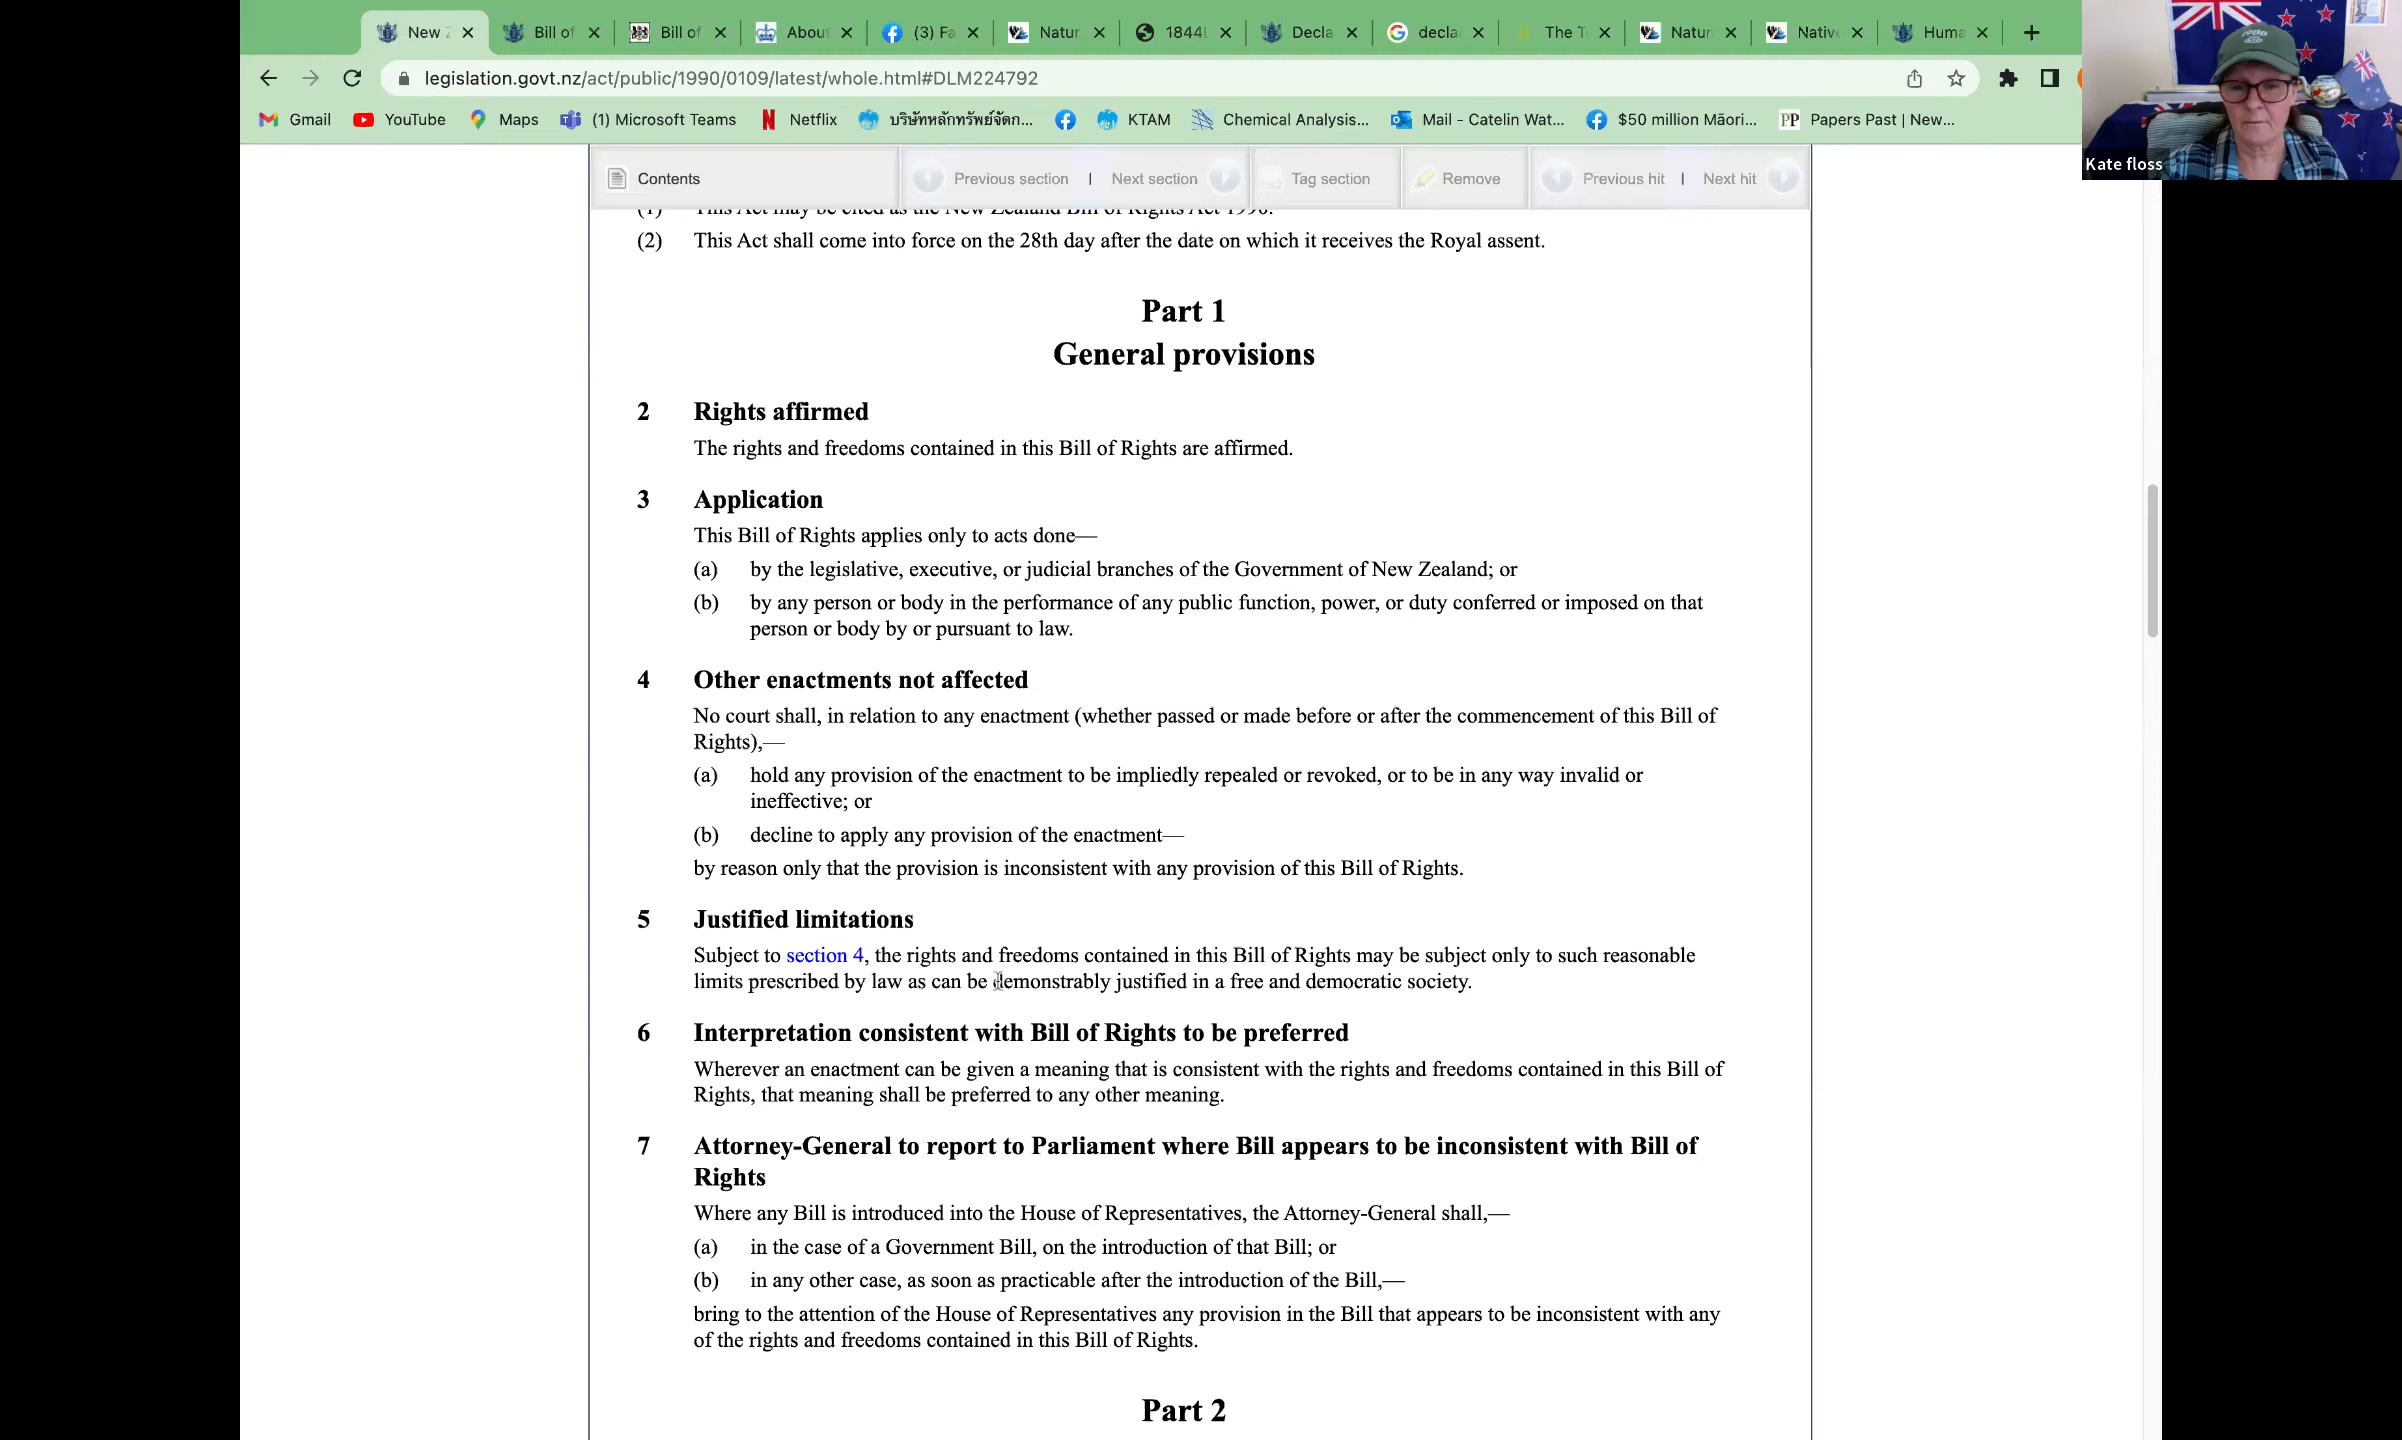 New Z
Bill of
Bill of
Abou
(3) Fa
Natur
1844
Decla
decla
The T
Natur
Nativ
Huma
legislation.govt.nz/act/public/1990/0109/latest/whole.html#DLM224792
Gmail
YouTube
Maps
(1) Microsoft Teams
Netflix
บริษัทหลักทรัพย์จัดก...
KTAM
Chemical Analysis...
Mail - Catelin Wat...
$50 million Māori...
PP Papers Past | New...
Kate floss
Contents
Previous section | Next section
Tag section
Remove
Previous hit | Next hit
(1) This Act may be cited as the New Zealand Bill of Rights Act 1990.
(2) This Act shall come into force on the 28th day after the date on which it receives the Royal assent.
Part 1
General provisions
2 Rights affirmed
The rights and freedoms contained in this Bill of Rights are affirmed.
3 Application
This Bill of Rights applies only to acts done—
(a) by the legislative, executive, or judicial branches of the Government of New Zealand; or
(b) by any person or body in the performance of any public function, power, or duty conferred or imposed on that
person or body by or pursuant to law.
4 Other enactments not affected
No court shall, in relation to any enactment (whether passed or made before or after the commencement of this Bill of
Rights),—
(a) hold any provision of the enactment to be impliedly repealed or revoked, or to be in any way invalid or
ineffective; or
(b) decline to apply any provision of the enactment—
by reason only that the provision is inconsistent with any provision of this Bill of Rights.
5 Justified limitations
Subject to section 4, the rights and freedoms contained in this Bill of Rights may be subject only to such reasonable
limits prescribed by law as can be demonstrably justified in a free and democratic society.
6 Interpretation consistent with Bill of Rights to be preferred
Wherever an enactment can be given a meaning that is consistent with the rights and freedoms contained in this Bill of
Rights, that meaning shall be preferred to any other meaning.
7 Attorney-General to report to Parliament where Bill appears to be inconsistent with Bill of
Rights
Where any Bill is introduced into the House of Representatives, the Attorney-General shall,—
(a) in the case of a Government Bill, on the introduction of that Bill; or
(b) in any other case, as soon as practicable after the introduction of the Bill,—
bring to the attention of the House of Representatives any provision in the Bill that appears to be inconsistent with any
of the rights and freedoms contained in this Bill of Rights.
Part 2